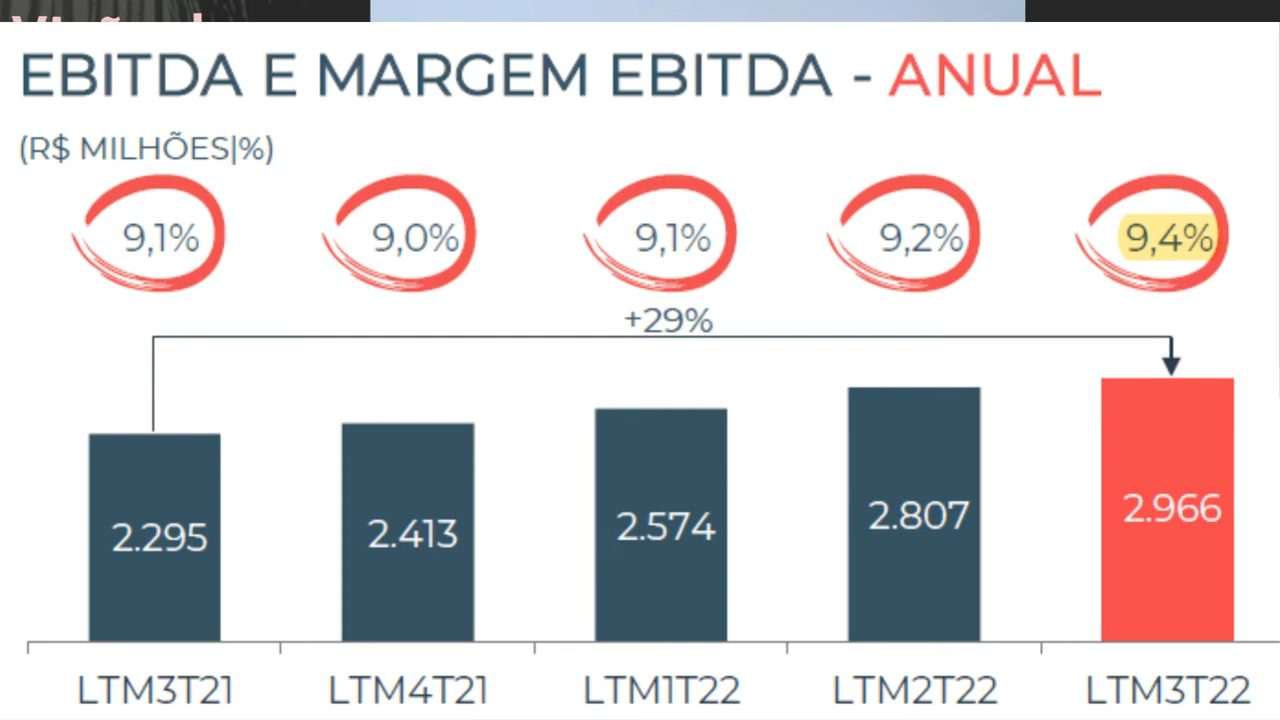 EBITDA E MARGEM EBITDA - ANUAL
(R$ MILHÕES|%)
9,1% 9,0% 9,1% 9,2% 9,4%
+29%
2.295 2.413 2.574 2.807 2.966
LTM3T21 LTM4T21 LTM1T22 LTM2T22 LTM3T22